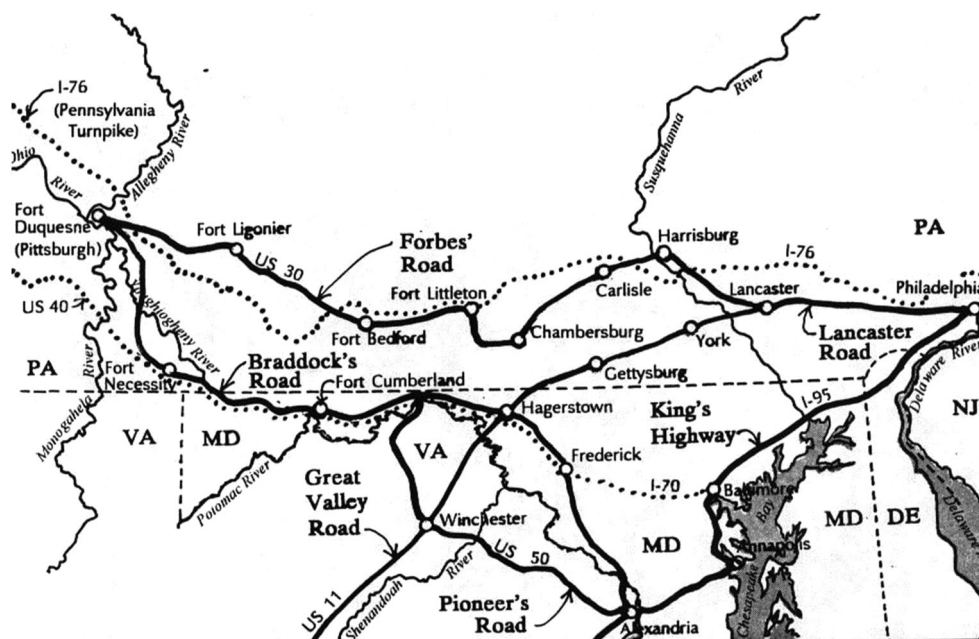 I-76
(Pennsylvania
Turnpike)
Ohio
River
Allegheny River
Susquehanna
River
Fort
Duquesne
(Pittsburgh)
Fort Ligonier
Forbes'
Road
US 30
Harrisburg
I-76
PA
US 40
Youghiogheny River
Fort Littleton
Carlisle
Lancaster
Philadelphia
Fort Bedford
Chambersburg
York
Lancaster
Road
Delaware River
PA
Fort
Necessity
Braddock's
Road
Fort Cumberland
Gettysburg
Monogahela River
VA
MD
Potomac River
VA
Hagerstown
King's
Highway
I-95
NJ
Great
Valley
Road
Frederick
I-70
Baltimore
Bay
MD
DE
Delaware
Winchester
US 50
MD
Annapolis
Chesapeake
US 11
Shenandoah River
Pioneer's
Road
Alexandria